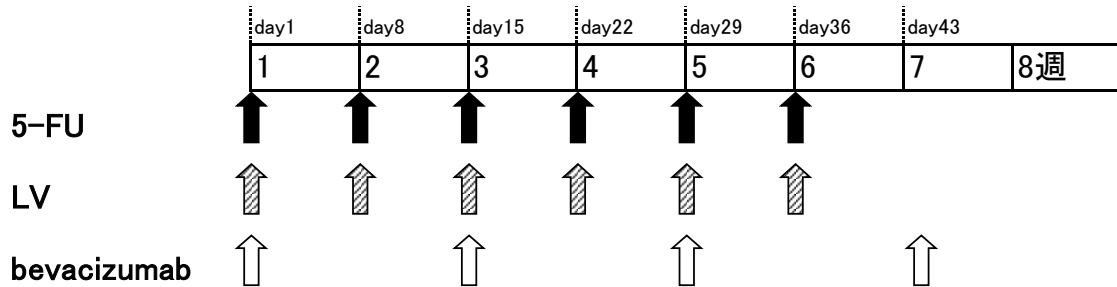 day1 day8 day15 day22 day29 day36 day43
1 2 3 4 5 6 7 8週
5-FU
LV
bevacizumab